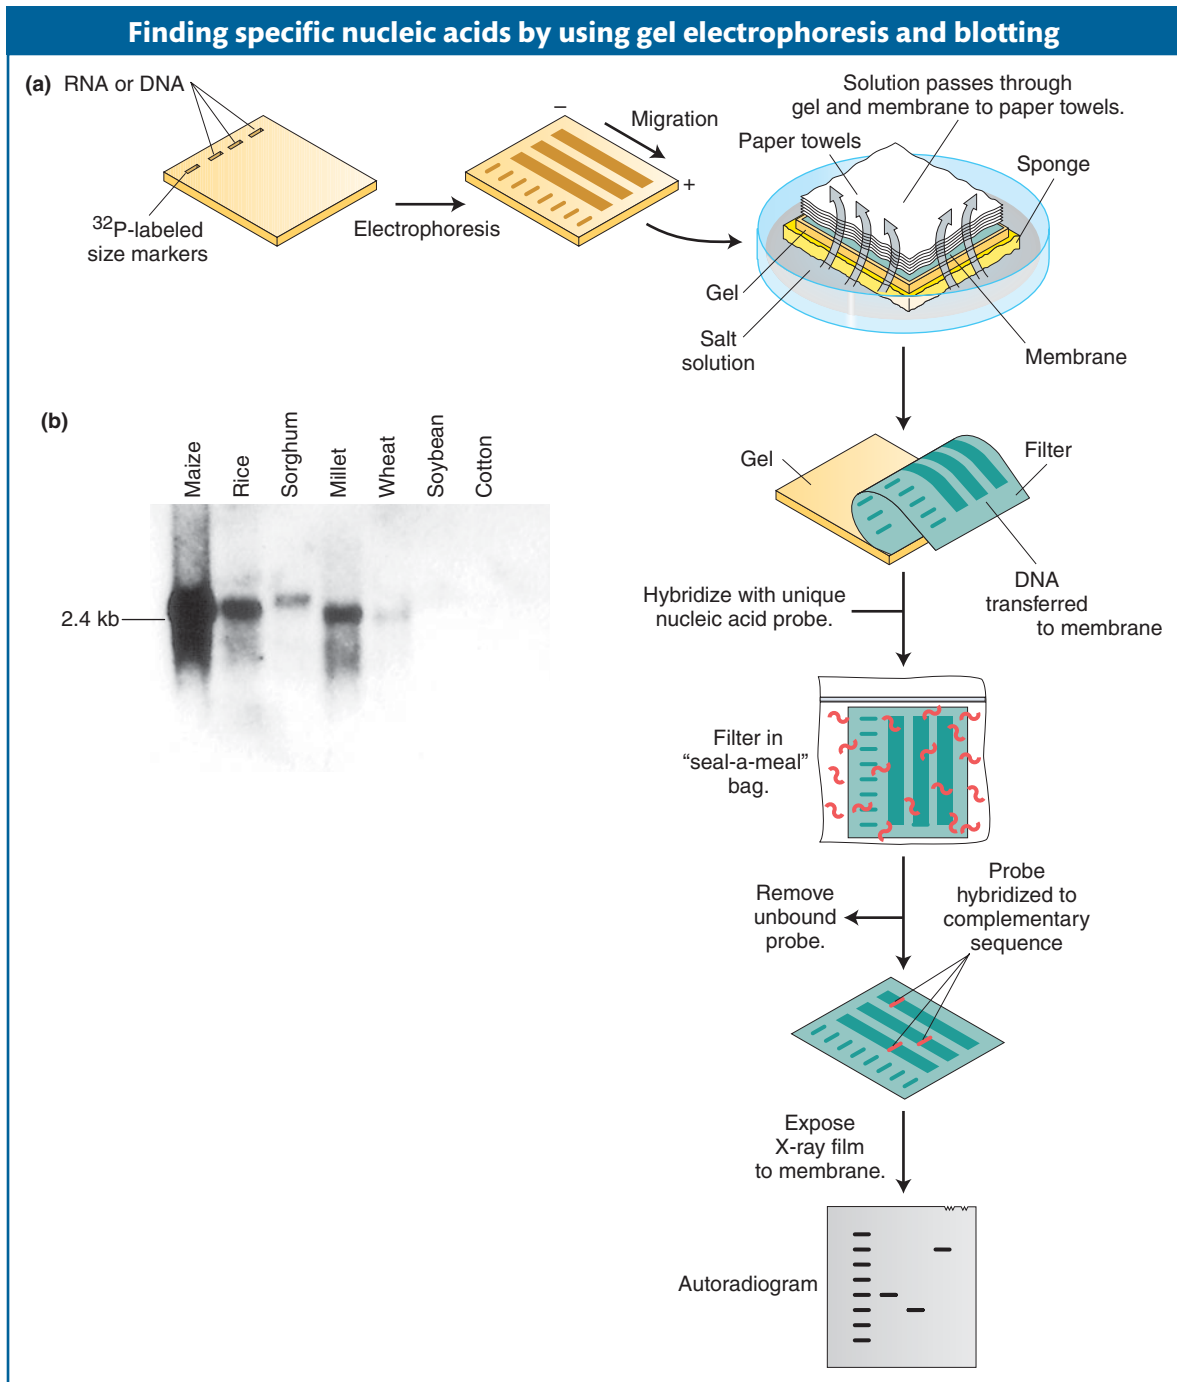 Finding specific nucleic acids by using gel electrophoresis and blotting
(a) RNA or DNA
32P-labeled
size markers
Electrophoresis
–
Migration
+
Solution passes through
gel and membrane to paper towels.
Paper towels
Sponge
Gel
Salt
solution
Membrane
Gel
Filter
DNA
transferred
to membrane
Hybridize with unique
nucleic acid probe.
Filter in
“seal-a-meal”
bag.
Remove
unbound
probe.
Probe
hybridized to
complementary
sequence
Expose
X-ray film
to membrane.
Autoradiogram
(b)
Maize
Rice
Sorghum
Millet
Wheat
Soybean
Cotton
2.4 kb